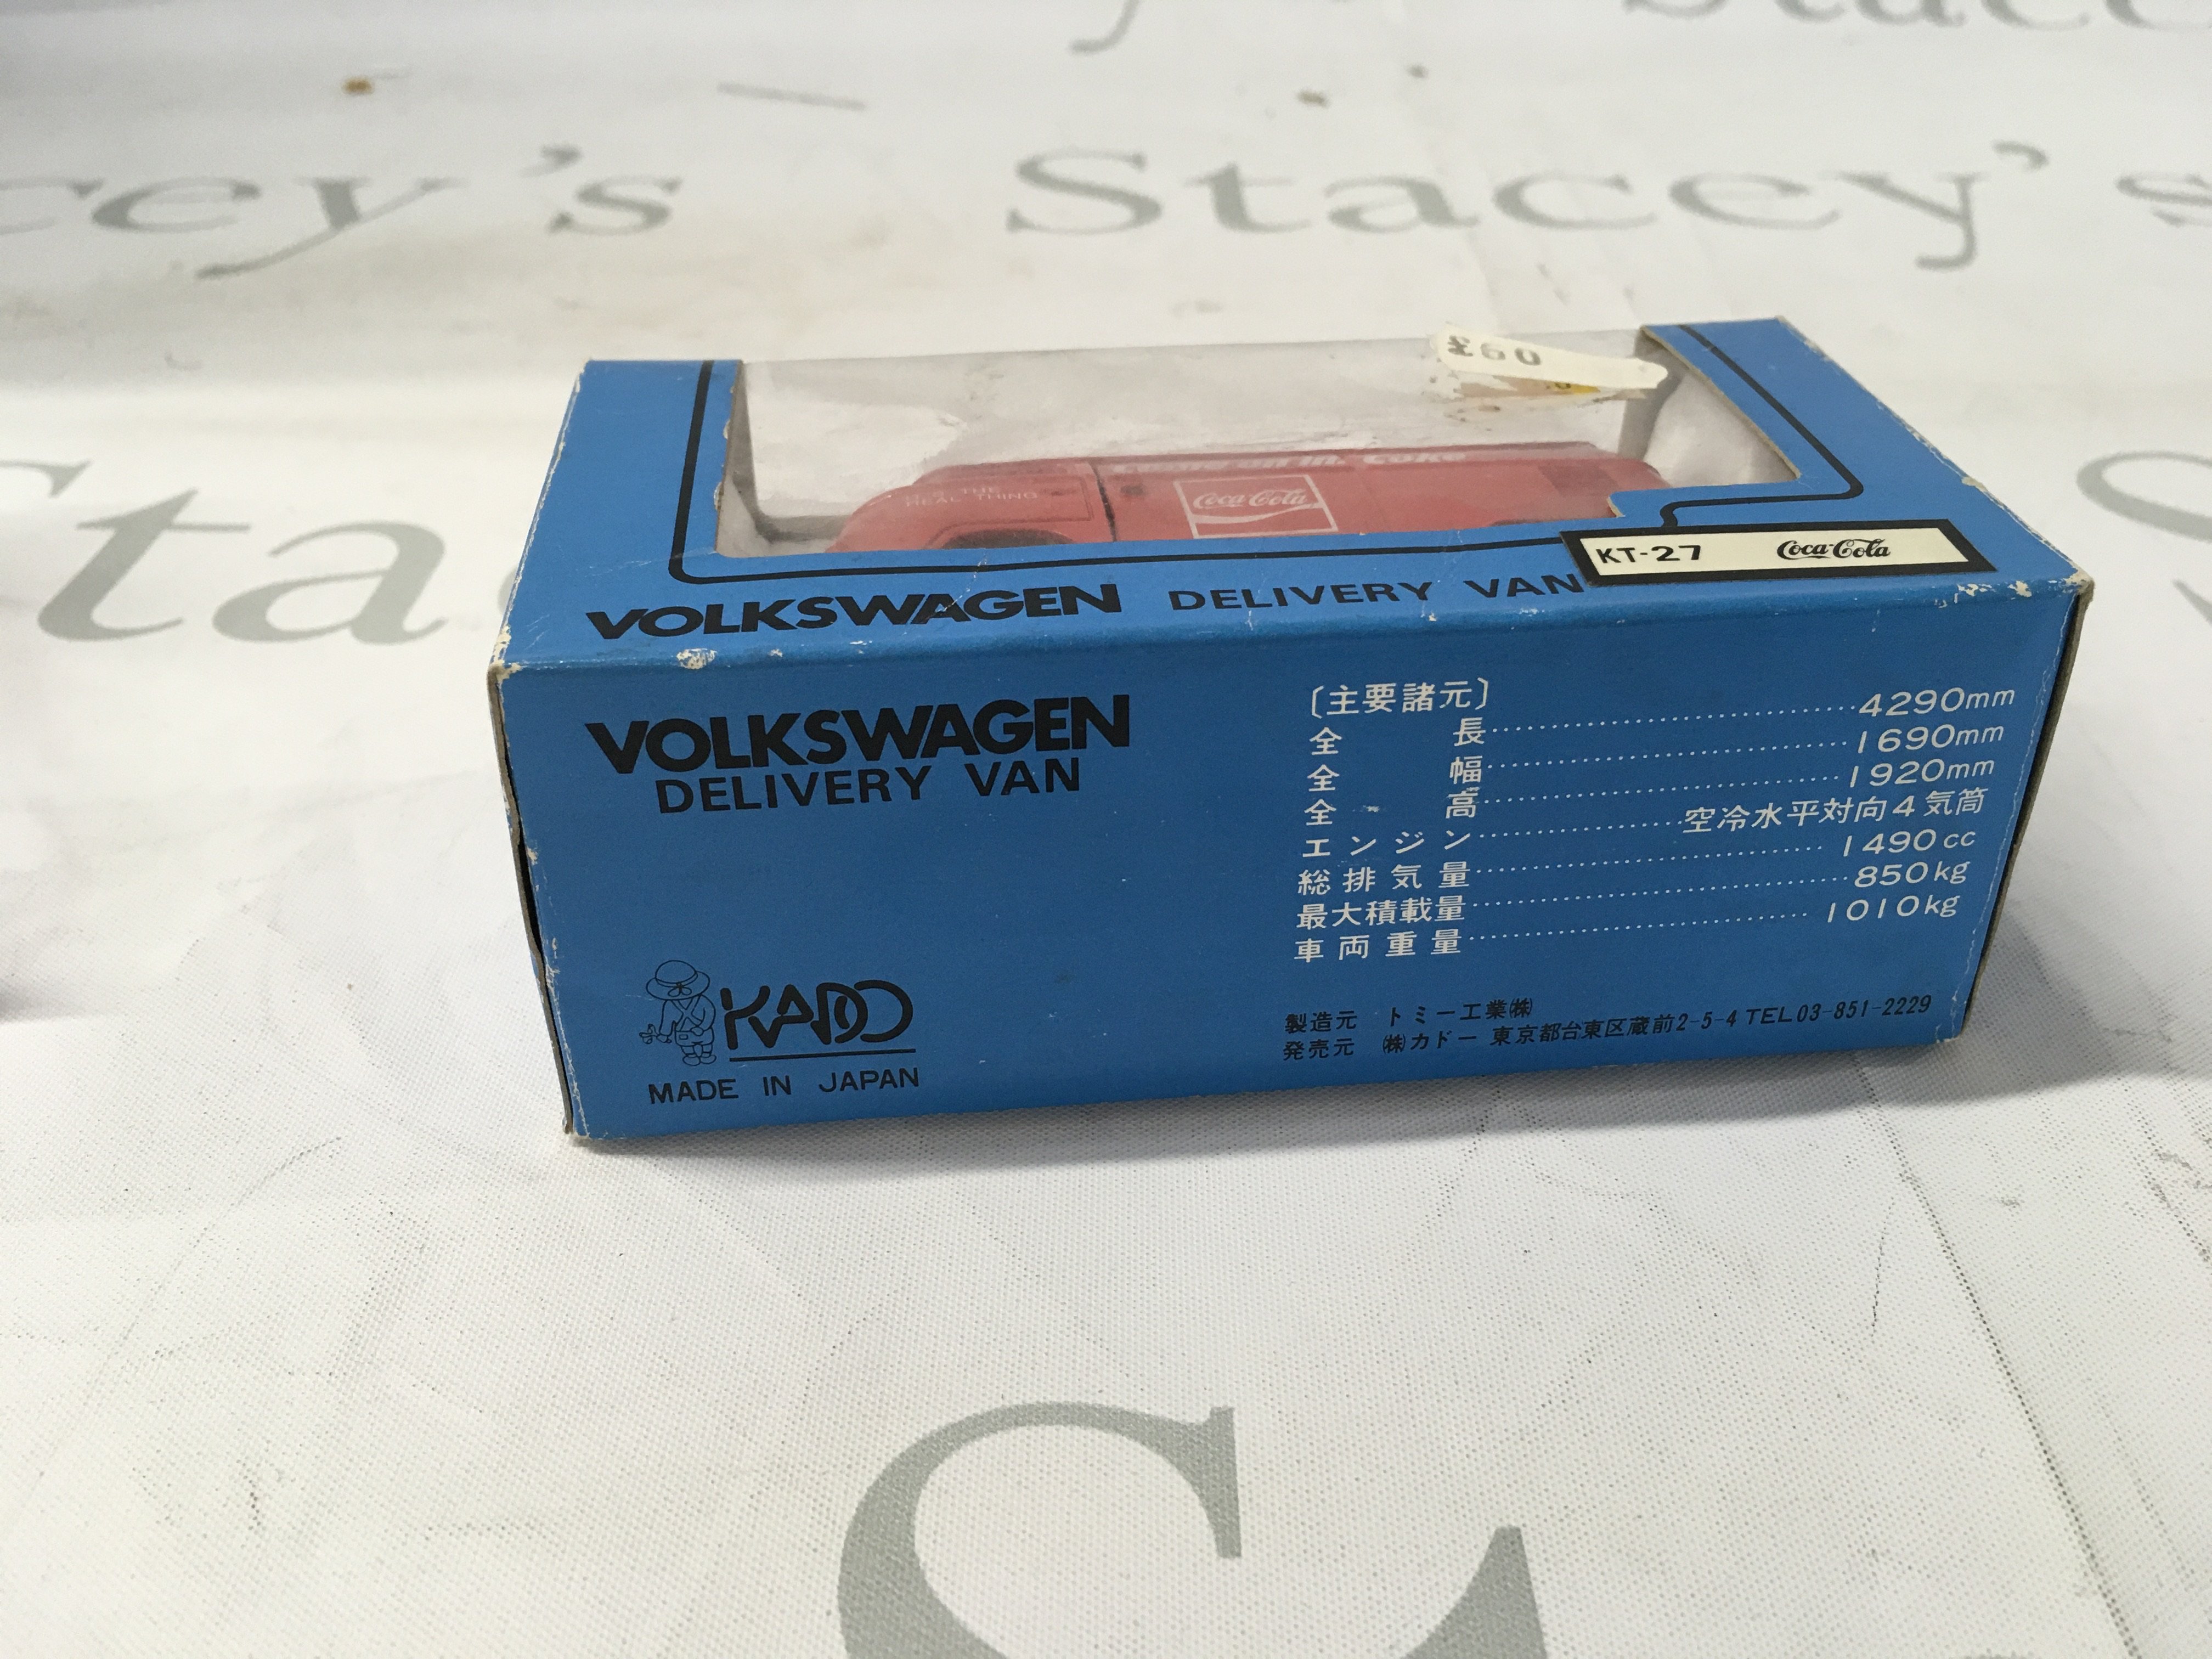 Stacey's
Stacey's
£60
Coke
THE
REAL THING
Coca-Cola
KT-27 Coca-Cola
VOLKSWAGEN DELIVERY VAN
VOLKSWAGEN
DELIVERY VAN
〔主要諸元〕
全長……4290mm
全幅……1690mm
全高……1920mm
エンジン……空冷水平対向4気筒
総排気量……1490cc
最大積載量……850kg
車両重量……1010kg
KADO
MADE IN JAPAN
製造元 トミー工業㈱
発売元 ㈱カドー 東京都台東区蔵前2-5-4 TEL03-851-2229